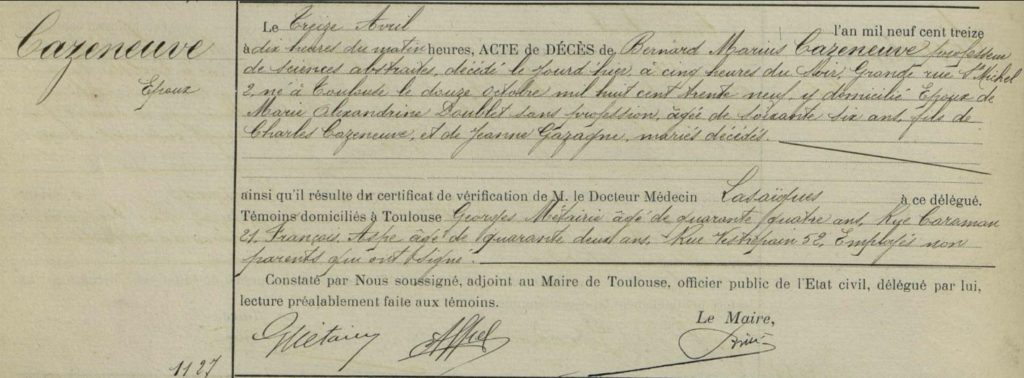 Cazeneuve
Epoux
Le Treize Avril l'an mil neuf cent treize
à dix heures du matin heures, ACTE de DÉCÈS de Bernard Marius Cazeneuve professeur
de sciences abstraites, décédé le jourd'hier à cinq heures du soir, Grande rue St Michel
2, né à Toulouse le douze octobre mil huit cent trente neuf, y domicilié Epoux de
Marie Alexandrine Doublet sans profession, âgée de soixante six ans, fils de
Charles Cazeneuve, et de Jeanne Gazagne, mariés décédés.
ainsi qu'il résulte du certificat de vérification de M. le Docteur Médecin à ce délégué.
Témoins domiciliés à Toulouse Georges Métairie âgé de quarante quatre ans, Rue Caraman
21, François Aspe âgé de quarante deux ans, Rue Vestrepain 52, Employés non
parents qui ont signé.
Constaté par Nous soussigné, adjoint au Maire de Toulouse, officier public de l'Etat civil, délégué par lui,
lecture préalablement faite aux témoins.
Le Maire,
1127